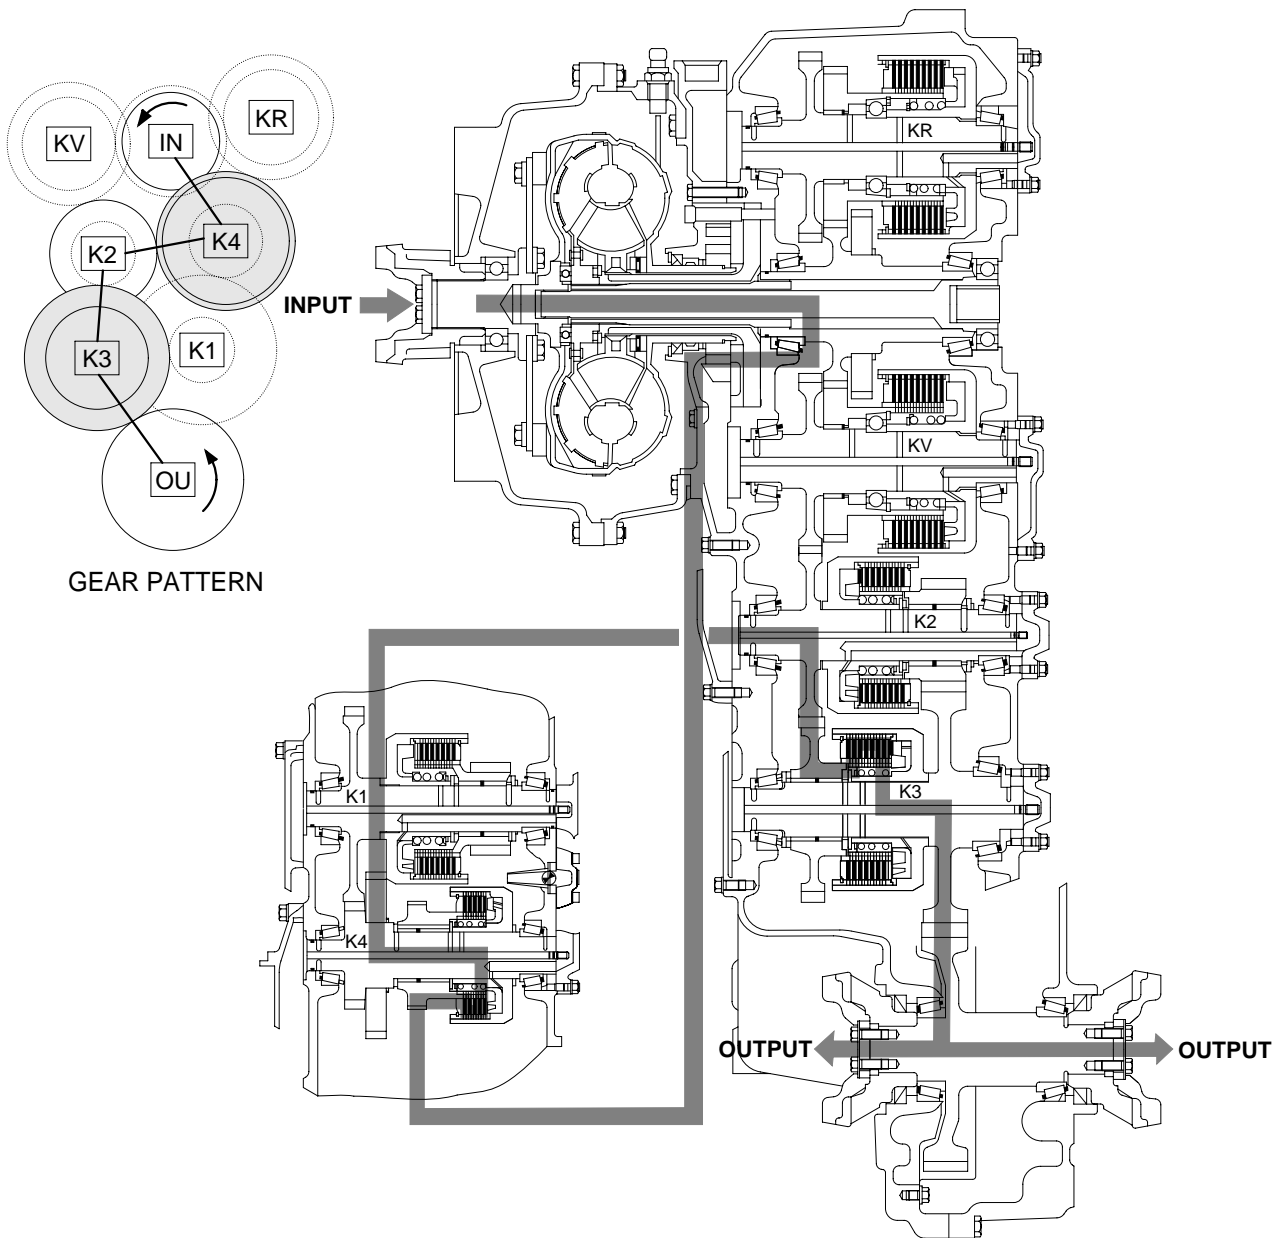 KV
IN
KR
K2
K4
K3
K1
OU
GEAR PATTERN
INPUT
KR
KV
K2
K3
K1
K4
OUTPUT
OUTPUT